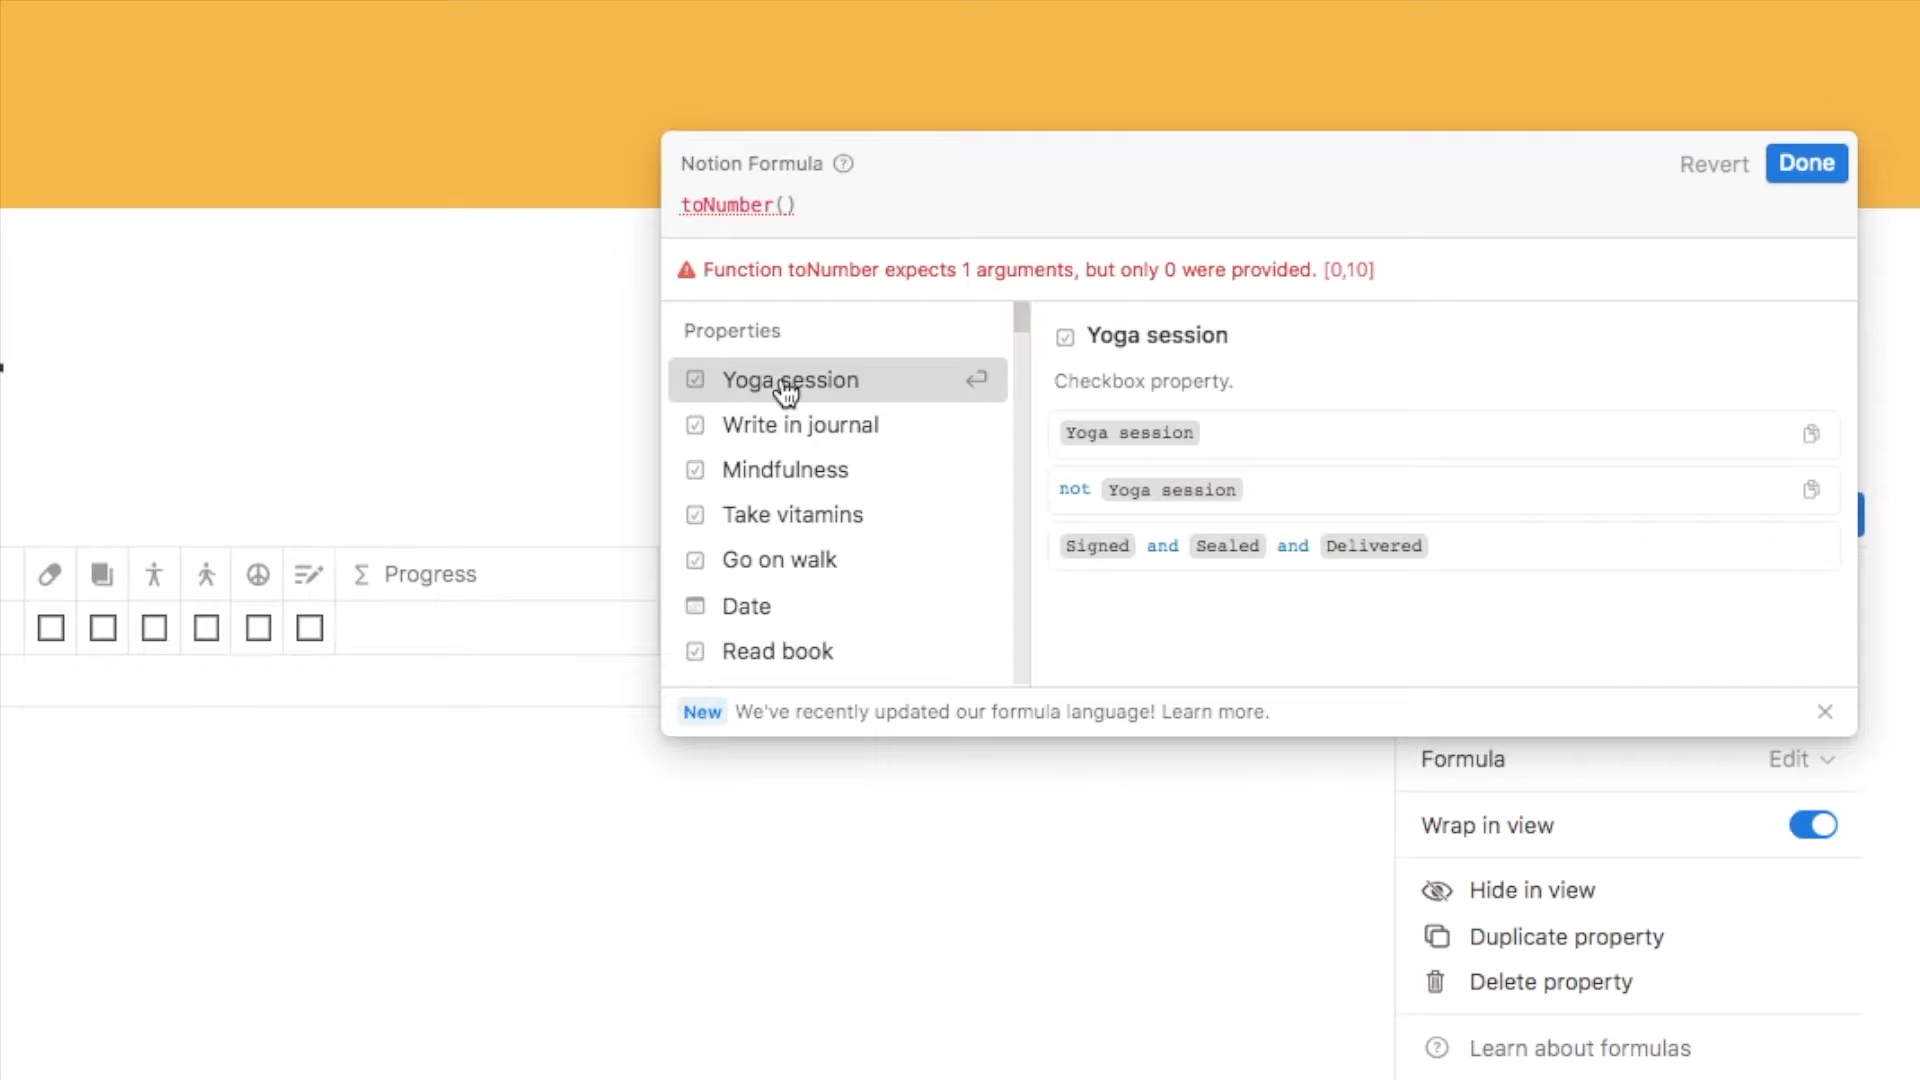 Notion Formula
Revert
Done
toNumber()
Function toNumber expects 1 arguments, but only 0 were provided. [0,10]
Properties
Yoga session
Write in journal
Mindfulness
Take vitamins
Go on walk
Date
Read book
Yoga session
Checkbox property.
Yoga session
not Yoga session
Signed and Sealed and Delivered
New We've recently updated our formula language! Learn more.
Σ Progress
Formula
Edit
Wrap in view
Hide in view
Duplicate property
Delete property
Learn about formulas